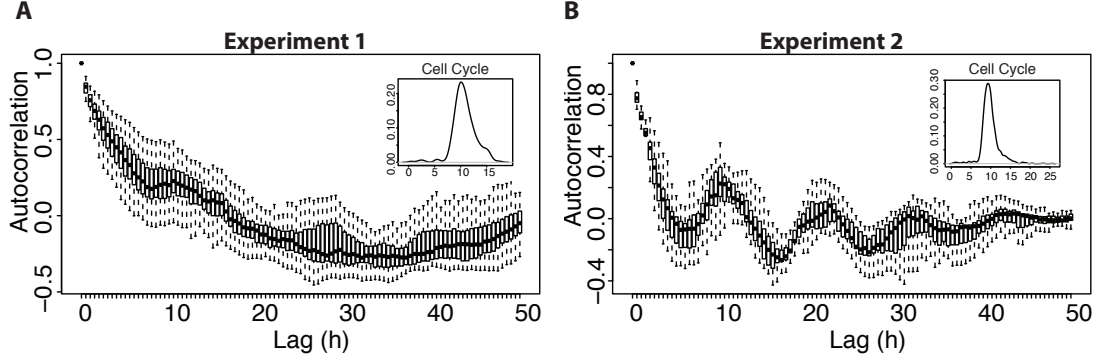 A
Experiment 1
Autocorrelation
1.0
0.5
0.0
−0.5
0 10 20 30 40 50
Lag (h)
Cell Cycle
0.20
0.10
0.00
0 5 10 15
B
Experiment 2
Autocorrelation
0.8
0.4
0.0
−0.4
0 10 20 30 40 50
Lag (h)
Cell Cycle
0.30
0.20
0.10
0.00
0 5 10 15 20 25